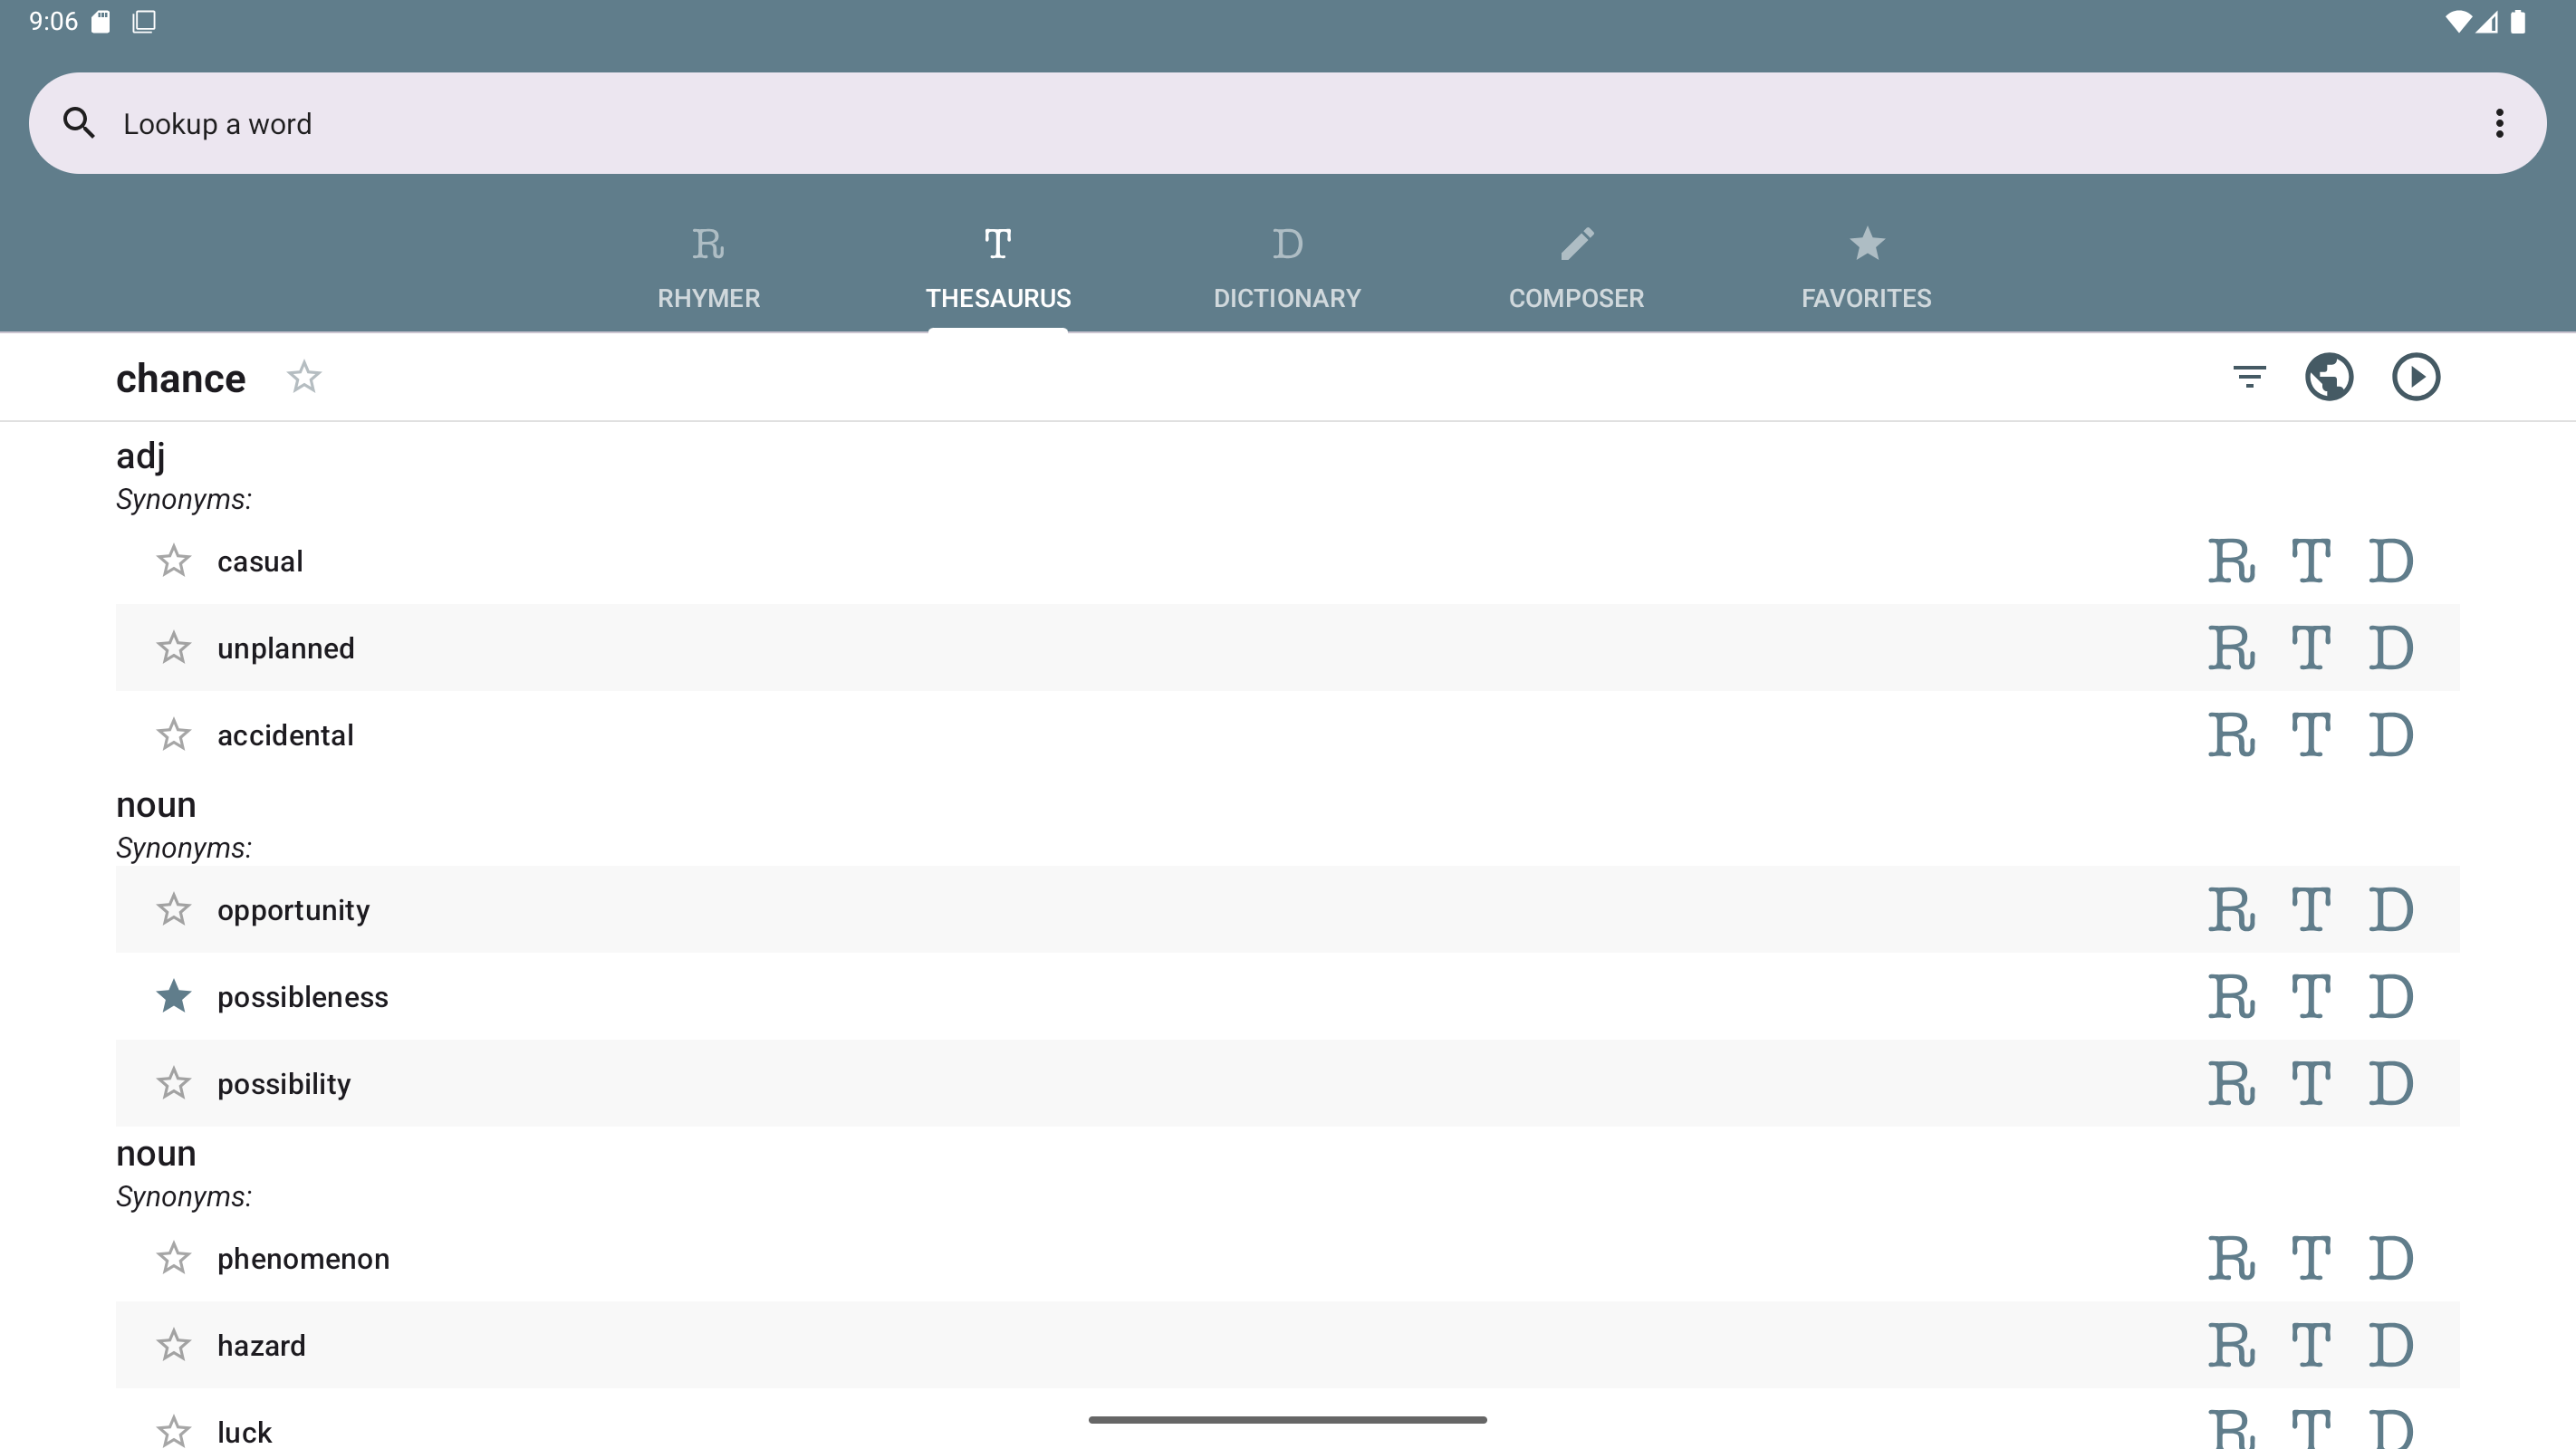 9:06
Lookup a word
R T D
RHYMER THESAURUS DICTIONARY COMPOSER FAVORITES
chance
adj
Synonyms:
casual R T D
unplanned R T D
accidental R T D
noun
Synonyms:
opportunity R T D
possibleness R T D
possibility R T D
noun
Synonyms:
phenomenon R T D
hazard R T D
luck R T D